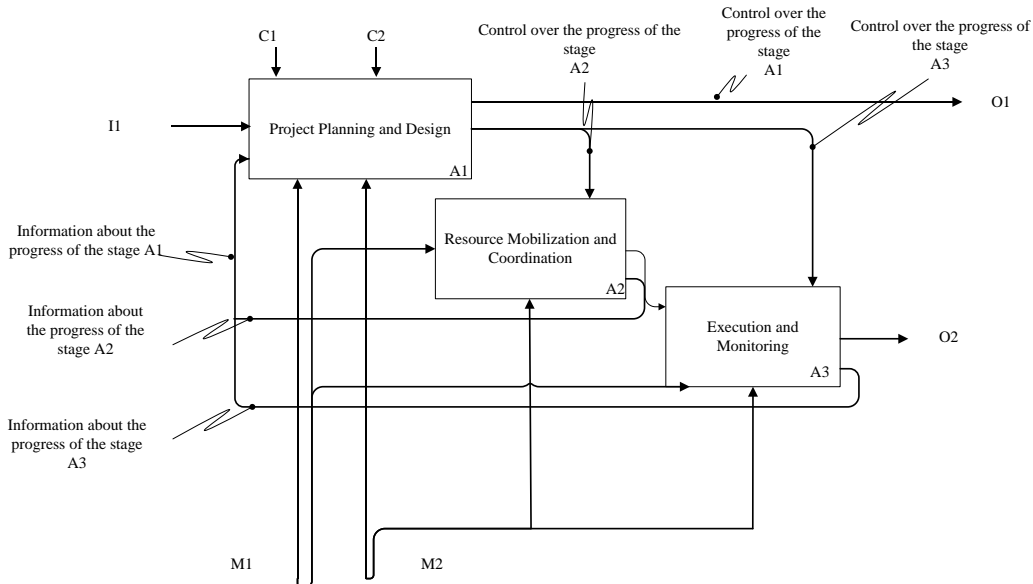 C1
C2
Control over the progress of the
stage
A2
Control over the
progress of the
stage
A1
Control over the progress of
the stage
A3
I1
O1
Project Planning and Design
A1
Information about the
progress of the stage A1
Resource Mobilization and
Coordination
A2
Information about
the progress of the
stage A2
Execution and
Monitoring
A3
O2
Information about the
progress of the stage
A3
M1
M2